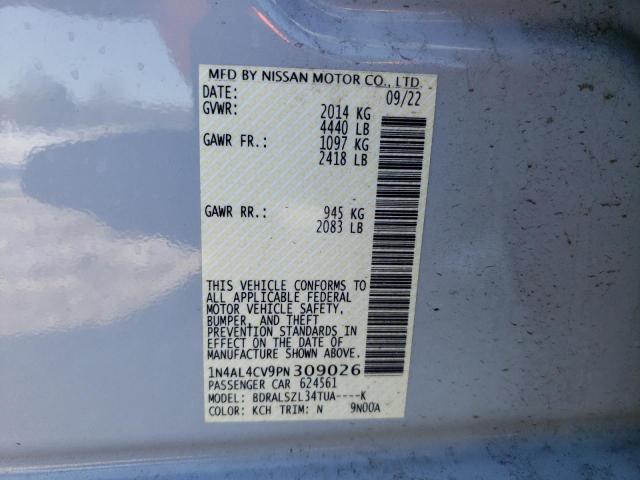 MFD BY NISSAN MOTOR CO., LTD.
DATE: 09/22
GVWR: 2014 KG
4440 LB
GAWR FR.: 1097 KG
2418 LB
GAWR RR.: 945 KG
2083 LB
THIS VEHICLE CONFORMS TO
ALL APPLICABLE FEDERAL
MOTOR VEHICLE SAFETY,
BUMPER, AND THEFT
PREVENTION STANDARDS IN
EFFECT ON THE DATE OF
MANUFACTURE SHOWN ABOVE.
1N4AL4CV9PN309026
PASSENGER CAR 624561
MODEL: BDRALSZL34TUA----K
COLOR: KCH TRIM: N 9N00A